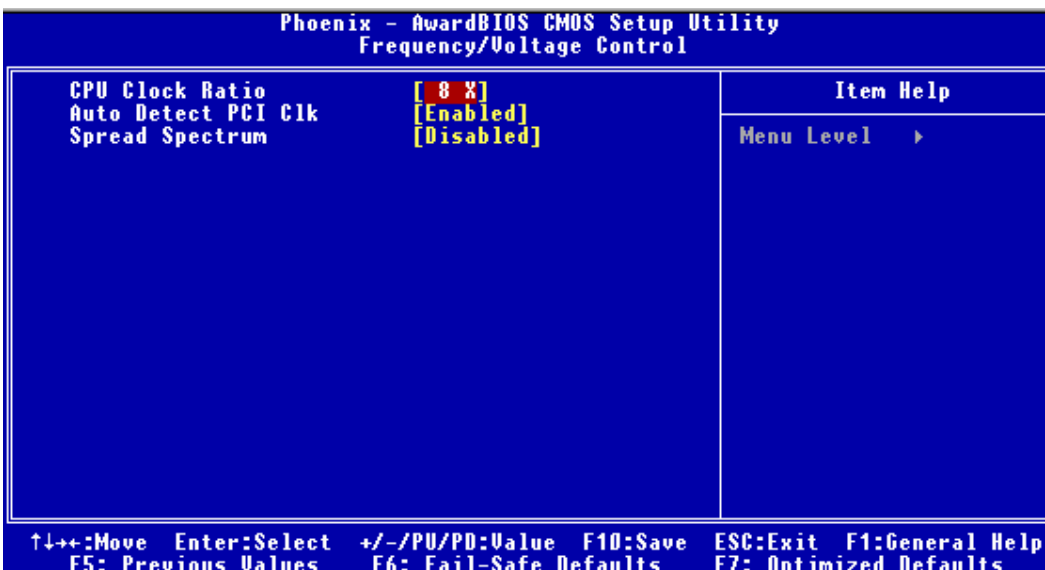 Phoenix - AwardBIOS CMOS Setup Utility
Frequency/Voltage Control
CPU Clock Ratio [ 8 X]
Auto Detect PCI Clk [Enabled]
Spread Spectrum [Disabled]
Item Help
Menu Level ▸
↑↓→←:Move Enter:Select +/-/PU/PD:Value F10:Save ESC:Exit F1:General Help
F5: Previous Values F6: Fail-Safe Defaults F7: Optimized Defaults